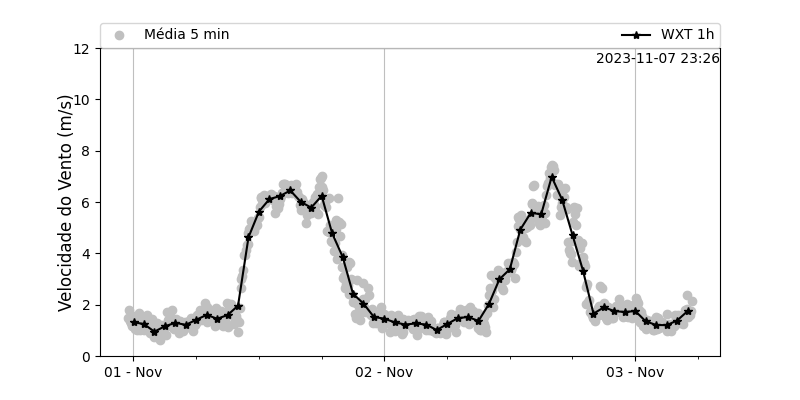 Média 5 min
WXT 1h
2023-11-07 23:26
Velocidade do Vento (m/s)
12
10
8
6
4
2
0
01 - Nov
02 - Nov
03 - Nov